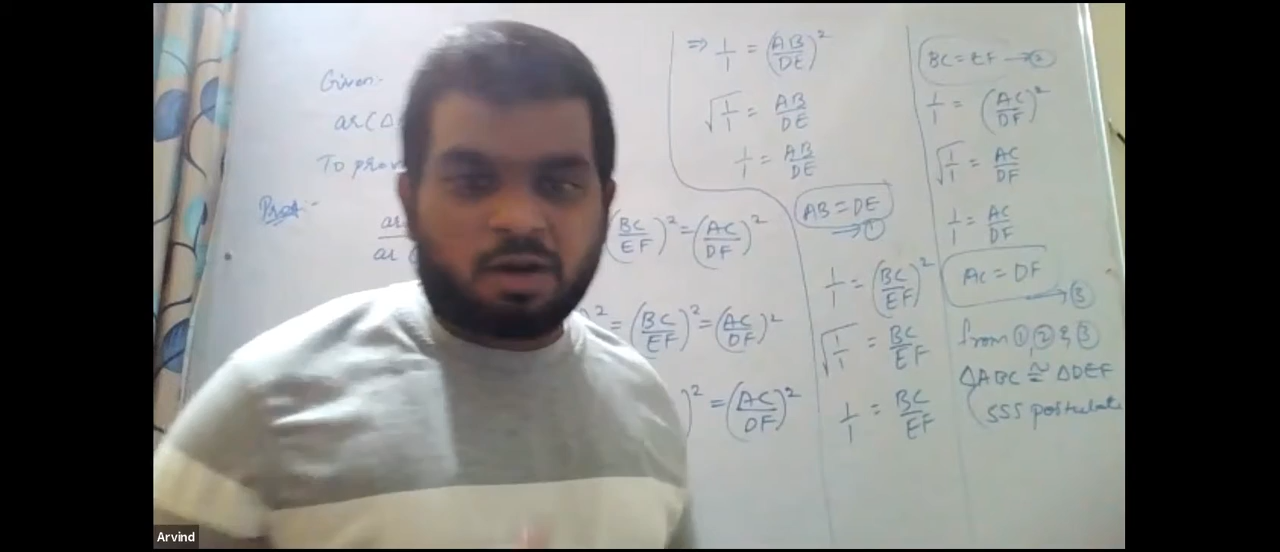 Given:-
ar(Δ
To prov
Proof:-
ar
ar (
(BC/EF)² = (AC/DF)²
)² = (BC/EF)² = (AC/DF)²
)² = (AC/DF)²
⇒ 1/1 = (AB/DE)²
√1/1 = AB/DE
1/1 = AB/DE
AB = DE
→ ①
1/1 = (BC/EF)²
√1/1 = BC/EF
1/1 = BC/EF
BC = EF → ②
1/1 = (AC/DF)²
√1/1 = AC/DF
1/1 = AC/DF
AC = DF
→ ③
from ①, ② & ③
ΔABC ≅ ΔDEF
SSS postulate
Arvind